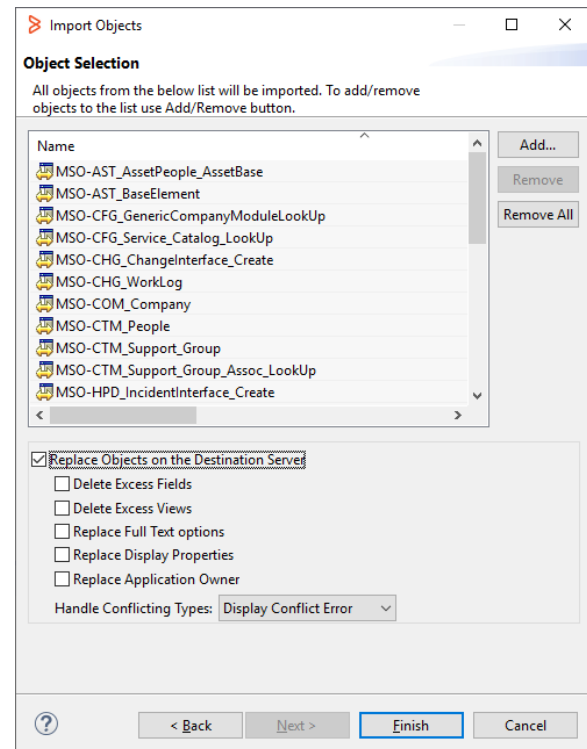 Import Objects
Object Selection
All objects from the below list will be imported. To add/remove
objects to the list use Add/Remove button.
Name
Add...
MSO-AST_AssetPeople_AssetBase
Remove
MSO-AST_BaseElement
Remove All
MSO-CFG_GenericCompanyModuleLookUp
MSO-CFG_Service_Catalog_LookUp
MSO-CHG_ChangeInterface_Create
MSO-CHG_WorkLog
MSO-COM_Company
MSO-CTM_People
MSO-CTM_Support_Group
MSO-CTM_Support_Group_Assoc_LookUp
MSO-HPD_IncidentInterface_Create
Replace Objects on the Destination Server
Delete Excess Fields
Delete Excess Views
Replace Full Text options
Replace Display Properties
Replace Application Owner
Handle Conflicting Types: Display Conflict Error
? < Back Next > Finish Cancel